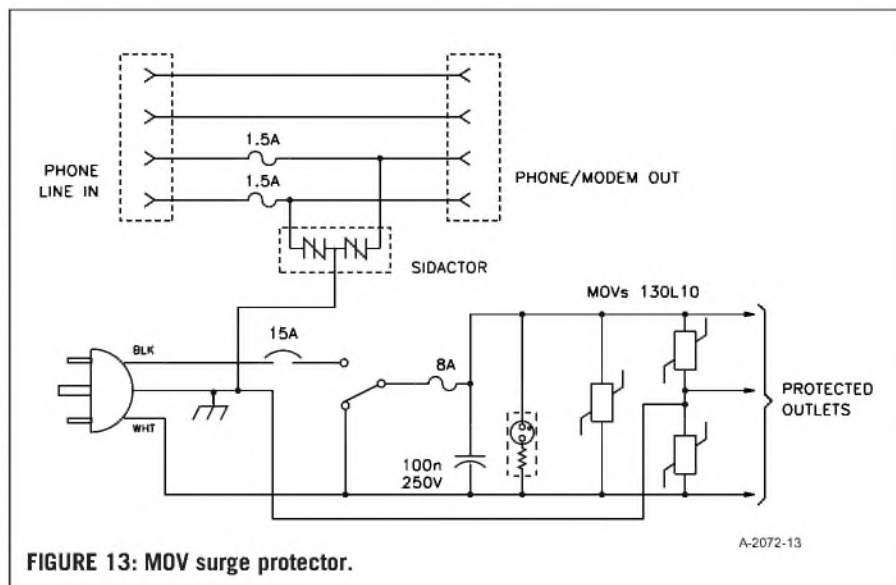 1.5A
1.5A
PHONE
LINE IN
PHONE/MODEM OUT
SIDACTOR
MOVs 130L10
BLK
15A
8A
WHT
100n
250V
PROTECTED
OUTLETS
A-2072-13
FIGURE 13: MOV surge protector.